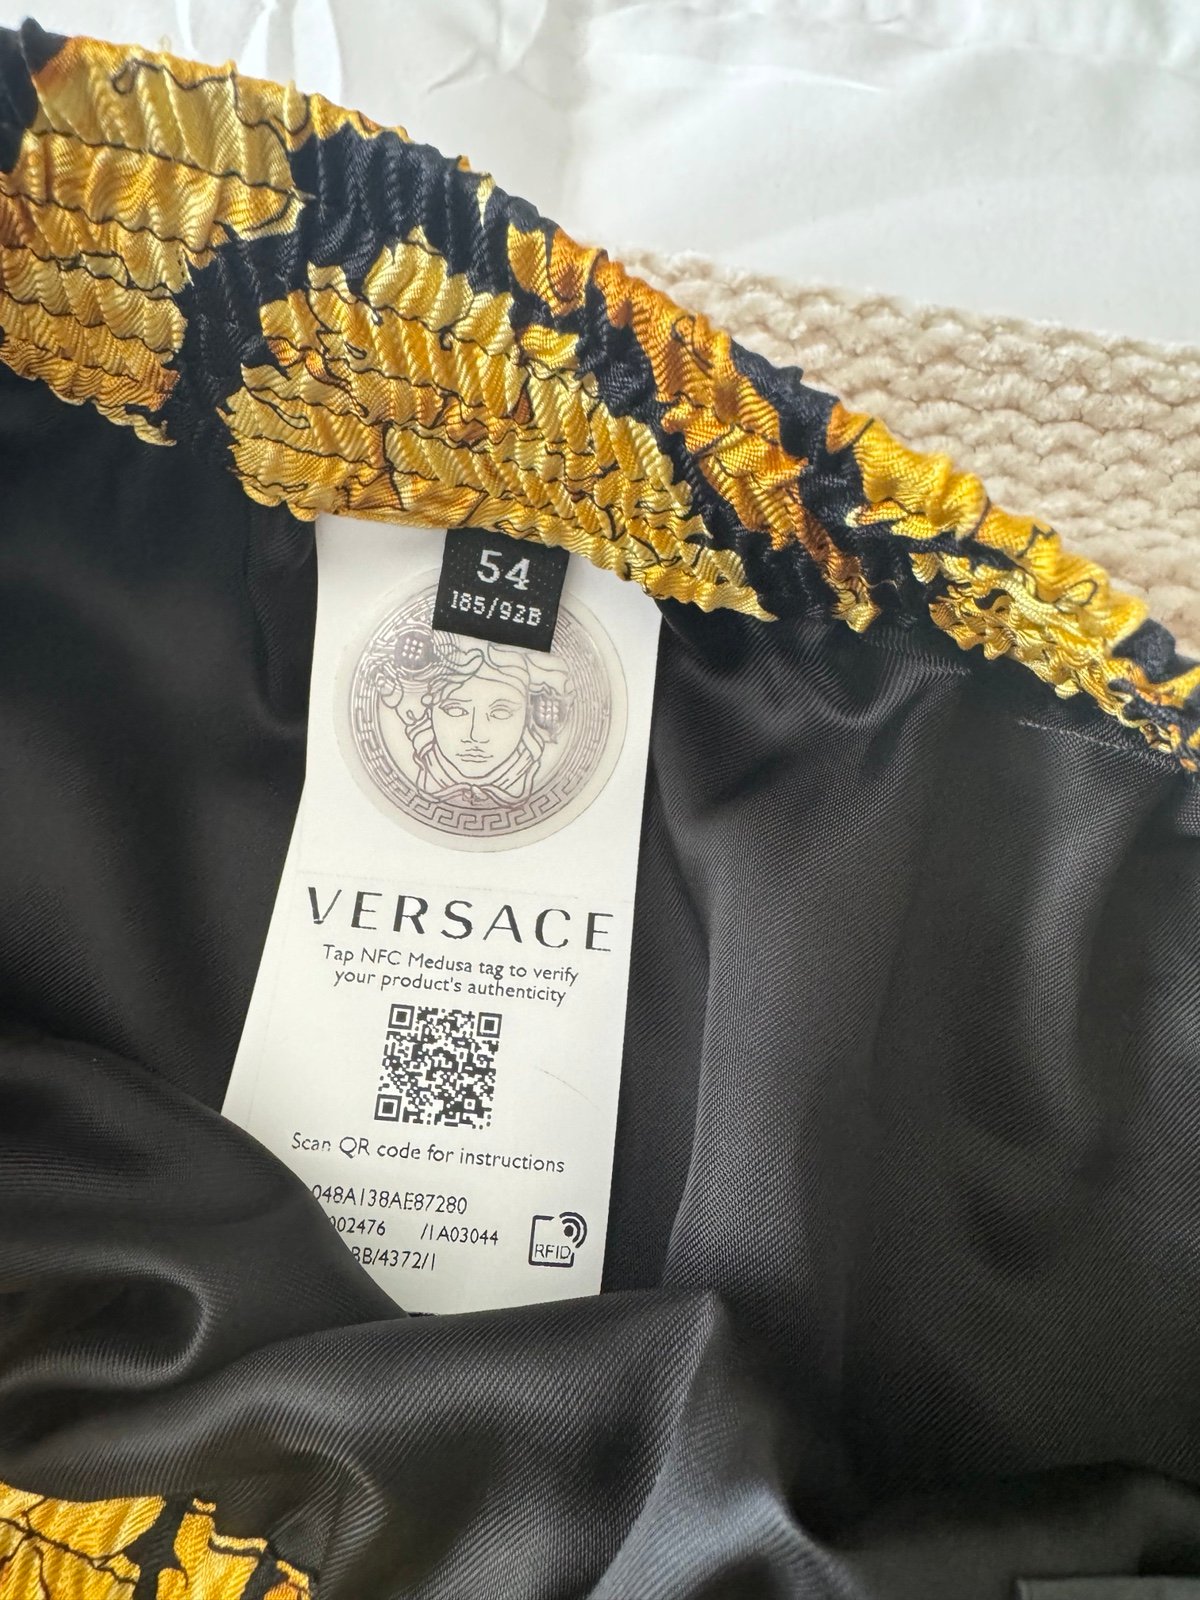 54
185/92B
VERSACE
Tap NFC Medusa tag to verify
your product's authenticity
Scan QR code for instructions
048A138AE87280
002476 /1A03044
BB/4372/1
RFID